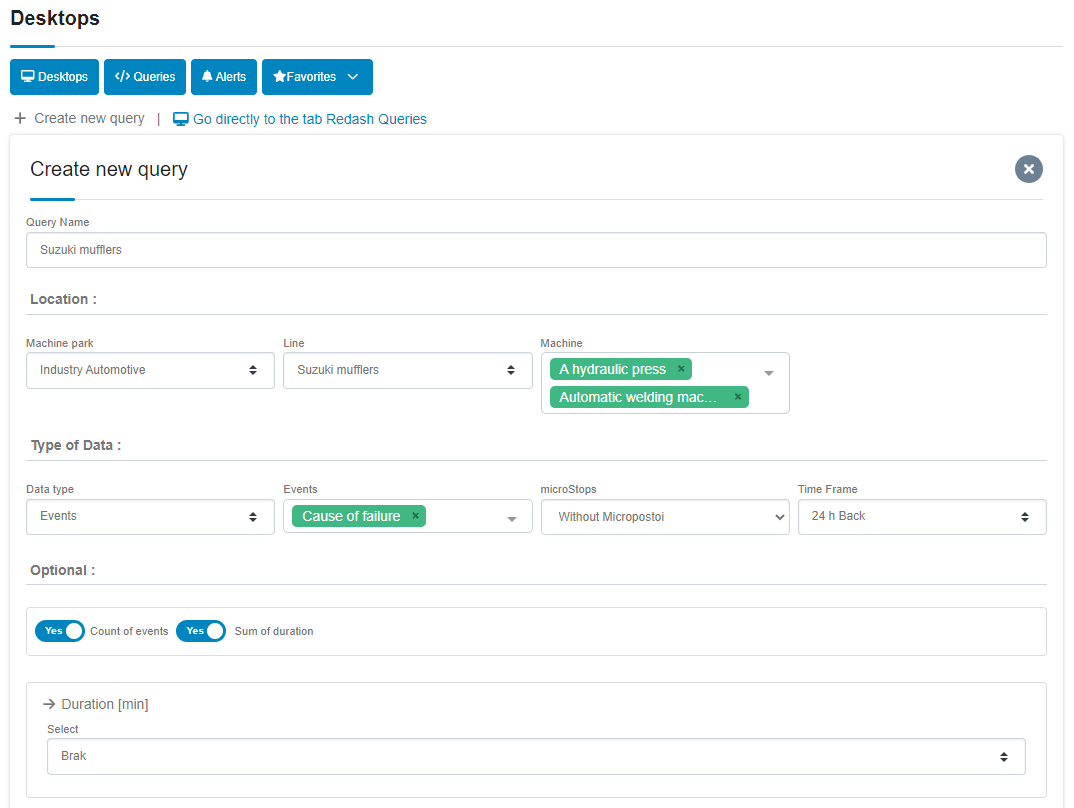 Desktops
Desktops Queries Alerts Favorites
Create new query | Go directly to the tab Redash Queries
Create new query
Query Name
Suzuki mufflers
Location :
Machine park Line Machine
Industry Automotive Suzuki mufflers A hydraulic press ×
Automatic welding mac... ×
Type of Data :
Data type Events microStops Time Frame
Events Cause of failure × Without Micropostoi 24 h Back
Optional :
Yes Count of events Yes Sum of duration
Duration [min]
Select
Brak